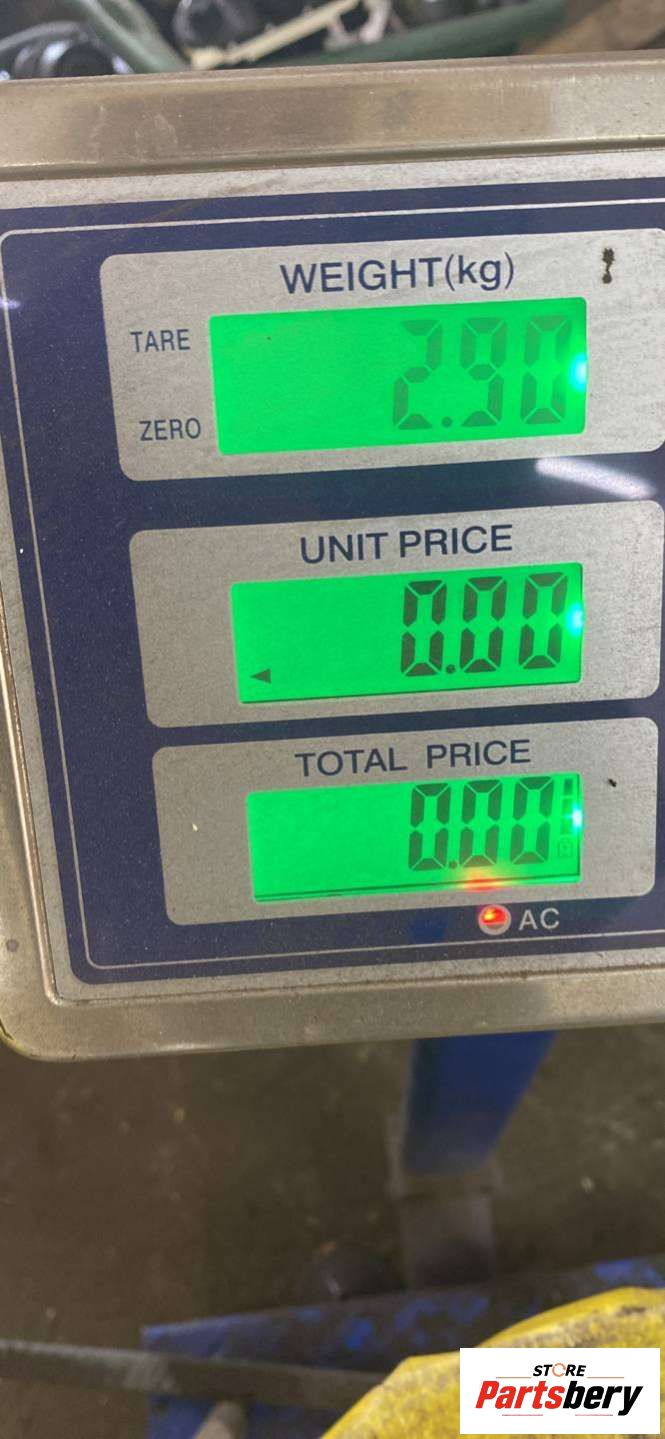 WEIGHT(kg)
TARE
2.90
ZERO
UNIT PRICE
0.00
TOTAL PRICE
0.00
AC
STORE
Partsbery